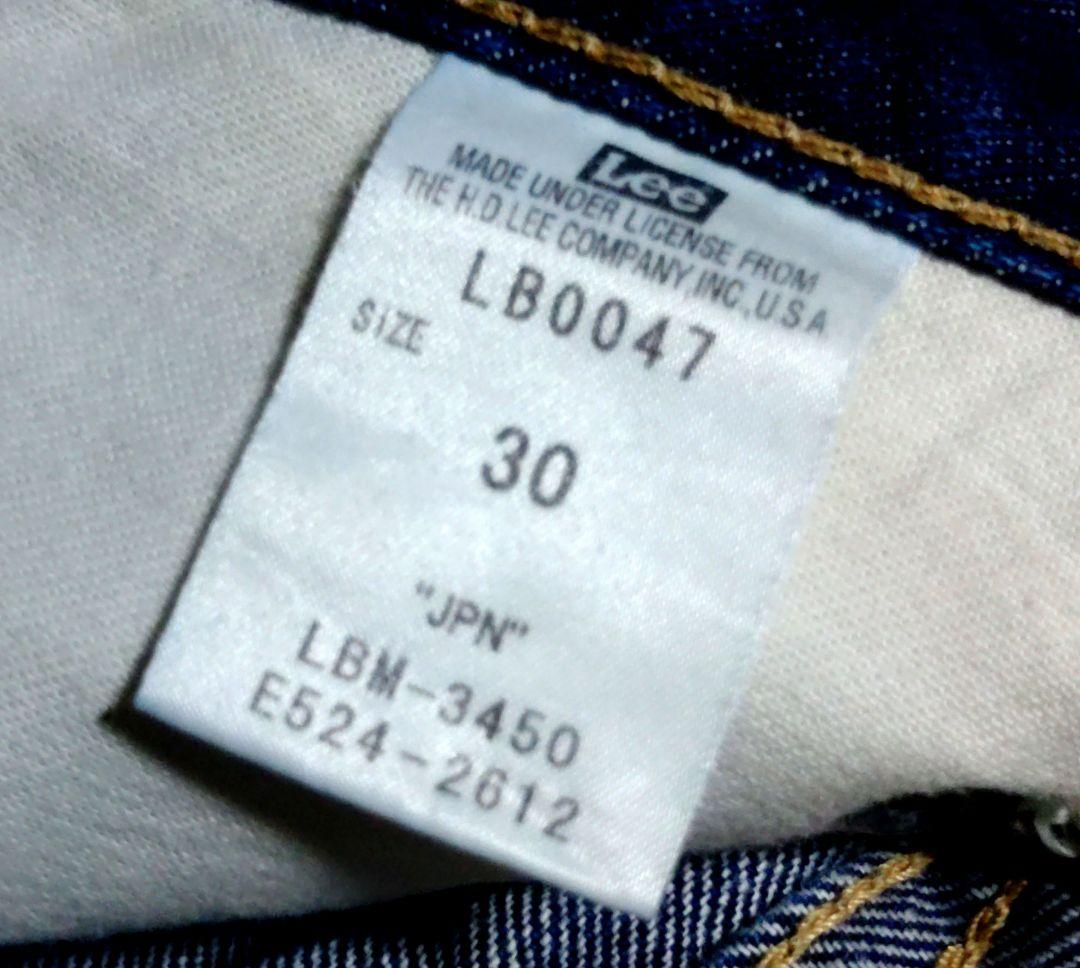 Lee
MADE UNDER LICENSE FROM
THE H.D LEE COMPANY, INC., U.S.A
LB0047
SIZE
30
"JPN"
LBM-3450
E524-2612